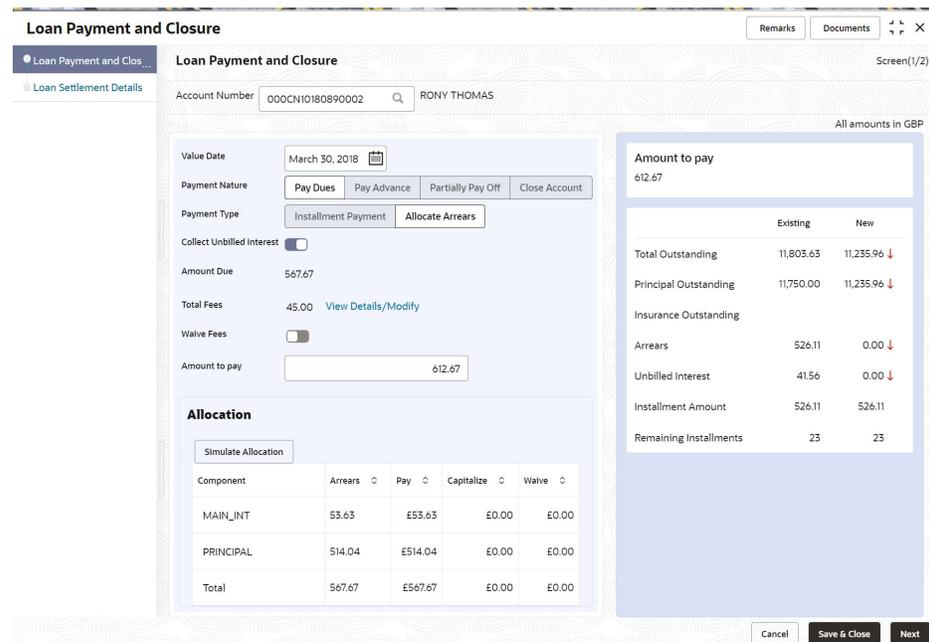 Loan Payment and Closure
Remarks Documents
Loan Payment and Clos...
Loan Settlement Details
Loan Payment and Closure Screen(1/2)
Account Number 000CN10180890002 RONY THOMAS
All amounts in GBP
Value Date March 30, 2018
Payment Nature Pay Dues Pay Advance Partially Pay Off Close Account
Payment Type Installment Payment Allocate Arrears
Collect Unbilled Interest
Amount Due 567.67
Total Fees 45.00 View Details/Modify
Waive Fees
Amount to pay 612.67
Allocation
Simulate Allocation
Component Arrears Pay Capitalize Waive
MAIN_INT 53.63 £53.63 £0.00 £0.00
PRINCIPAL 514.04 £514.04 £0.00 £0.00
Total 567.67 £567.67 £0.00 £0.00
Amount to pay
612.67
Existing New
Total Outstanding 11,803.63 11,235.96
Principal Outstanding 11,750.00 11,235.96
Insurance Outstanding
Arrears 526.11 0.00
Unbilled Interest 41.56 0.00
Installment Amount 526.11 526.11
Remaining Installments 23 23
Cancel Save & Close Next